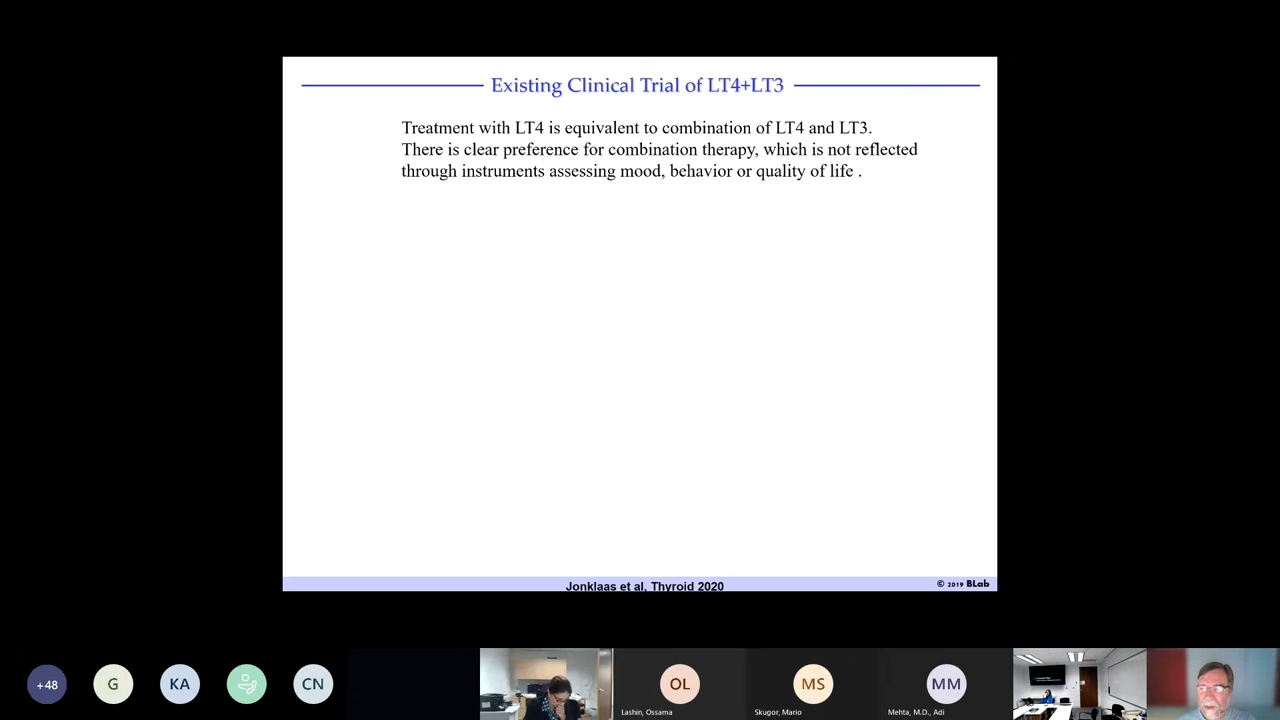 Existing Clinical Trial of LT4+LT3
Treatment with LT4 is equivalent to combination of LT4 and LT3.
There is clear preference for combination therapy, which is not reflected
through instruments assessing mood, behavior or quality of life .
Jonklaas et al, Thyroid 2020
© 2019 BLab
+48
G
KA
CN
OL
Lashin, Ossama
MS
Skugor, Mario
MM
Mehta, M.D., Adi